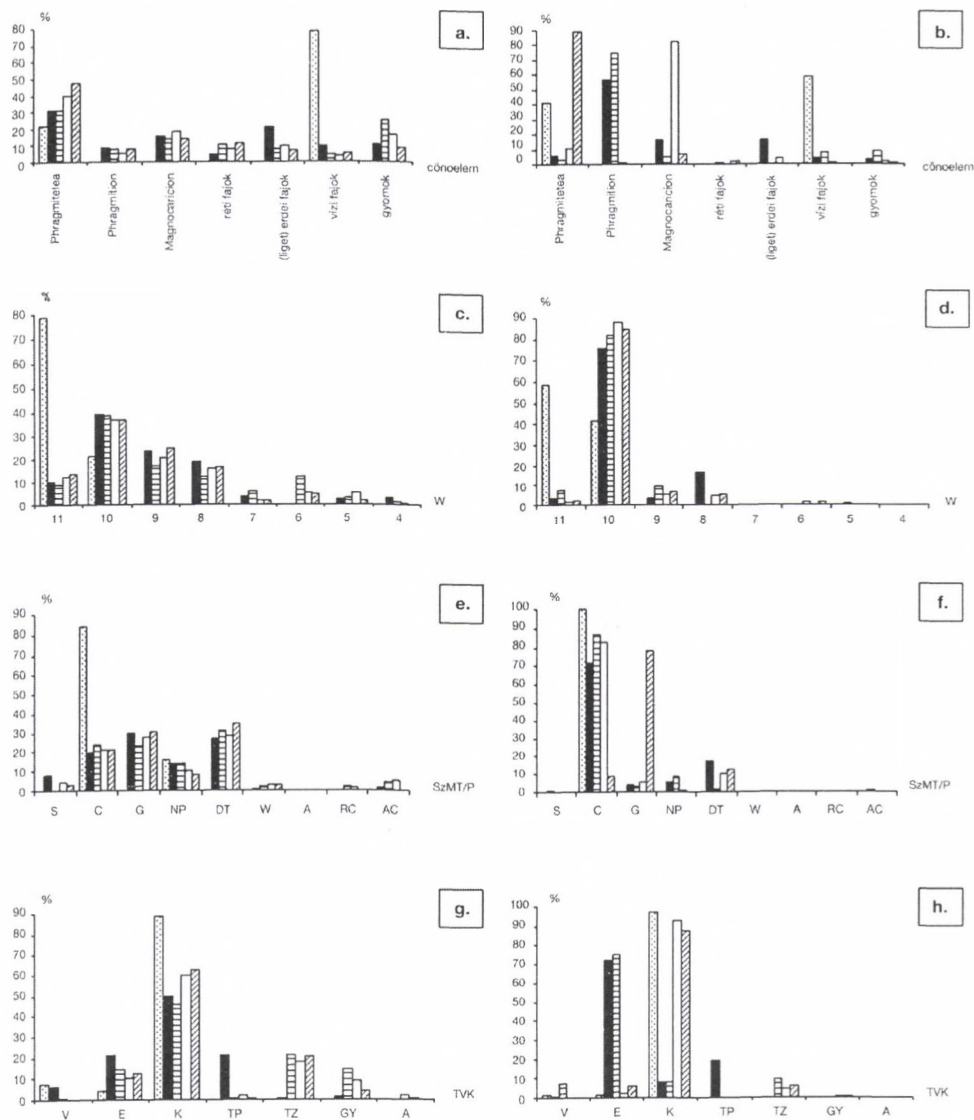 %
a.
80
70
60
50
40
30
20
10
0
cönoelem
Phragmitetea
Phragmition
Magnocaricion
réti fajok
(liget) erdei fajok
vízi fajok
gyomok
%
b.
90
80
70
60
50
40
30
20
10
0
cönoelem
Phragmitetea
Phragmition
Magnocaricion
réti fajok
(liget) erdei fajok
vízi fajok
gyomok
%
c.
80
70
60
50
40
30
20
10
0
W
11 10 9 8 7 6 5 4
%
d.
90
80
70
60
50
40
30
20
10
0
W
11 10 9 8 7 6 5 4
%
e.
90
80
70
60
50
40
30
20
10
0
SzMT/P
S C G NP DT W A RC AC
%
f.
100
90
80
70
60
50
40
30
20
10
0
SzMT/P
S C G NP DT W A RC AC
%
g.
90
80
70
60
50
40
30
20
10
0
TVK
V E K TP TZ GY A
%
h.
100
90
80
70
60
50
40
30
20
10
0
TVK
V E K TP TZ GY A